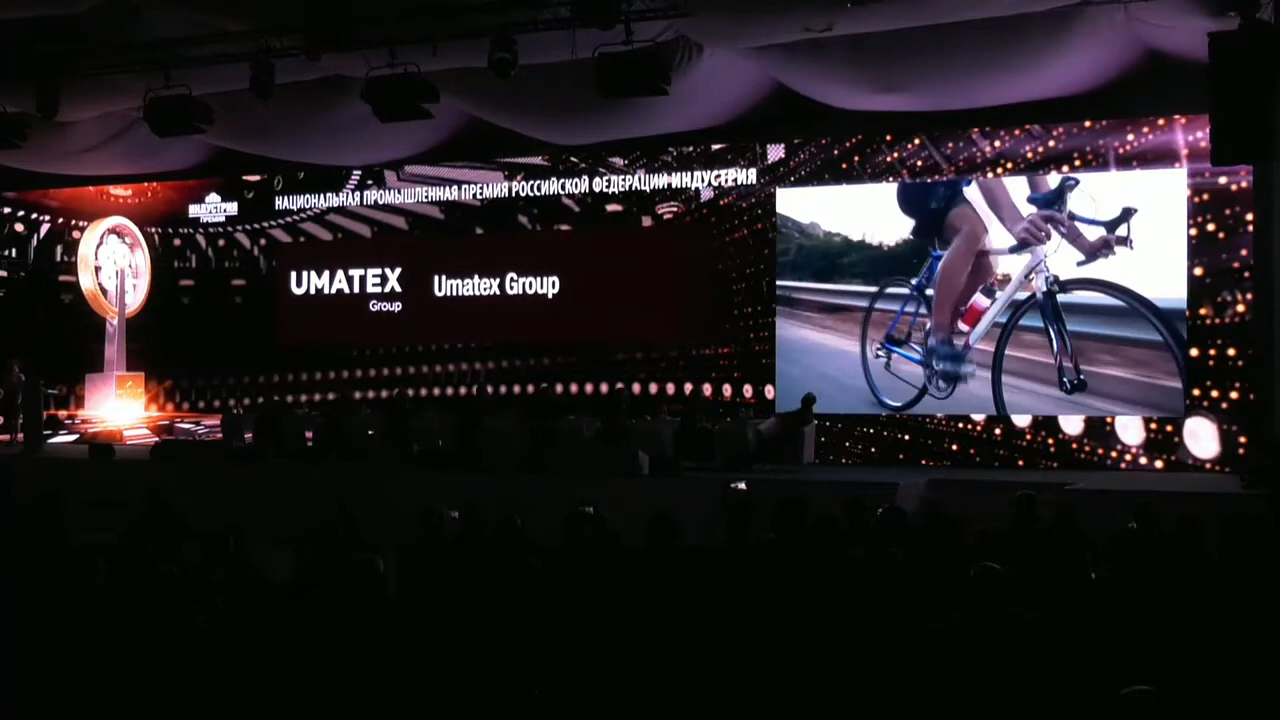 НАЦИОНАЛЬНАЯ ПРОМЫШЛЕННАЯ ПРЕМИЯ РОССИЙСКОЙ ФЕДЕРАЦИИ ИНДУСТРИЯ
ИНДУСТРИЯ
ПРЕМИЯ
UMATEX
Group
Umatex Group